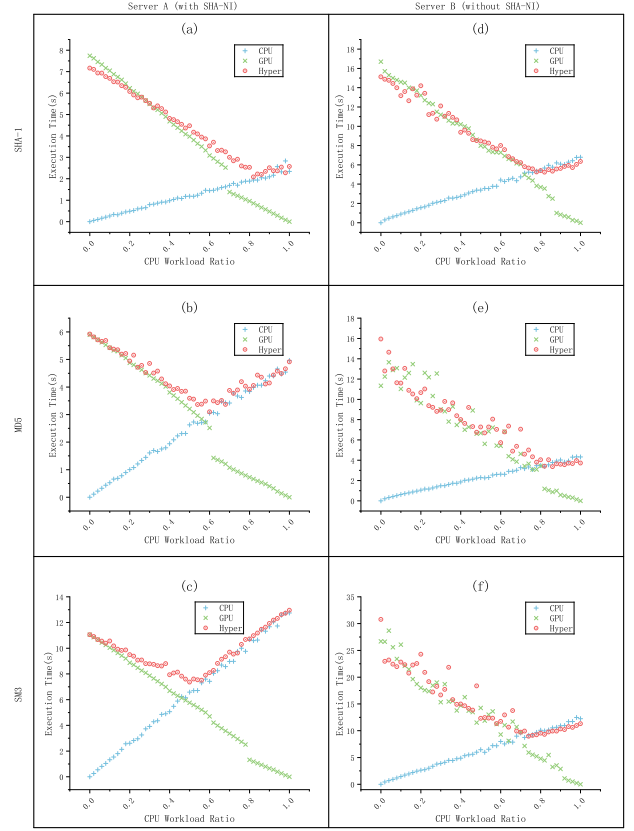 Server A (with SHA-NI)
Server B (without SHA-NI)
SHA-1
(a)
CPU
GPU
Hyper
Execution Time(s)
0
1
2
3
4
5
6
7
8
0.0
0.2
0.4
0.6
0.8
1.0
CPU Workload Ratio
(d)
CPU
GPU
Hyper
Execution Time(s)
0
2
4
6
8
10
12
14
16
18
0.0
0.2
0.4
0.6
0.8
1.0
CPU Workload Ratio
MD5
(b)
CPU
GPU
Hyper
Execution Time(s)
0
1
2
3
4
5
6
0.0
0.2
0.4
0.6
0.8
1.0
CPU Workload Ratio
(e)
CPU
GPU
Hyper
Execution Time(s)
0
2
4
6
8
10
12
14
16
18
0.0
0.2
0.4
0.6
0.8
1.0
CPU Workload Ratio
SM3
(c)
CPU
GPU
Hyper
Execution Time(s)
0
2
4
6
8
10
12
14
0.0
0.2
0.4
0.6
0.8
1.0
CPU Workload Ratio
(f)
CPU
GPU
Hyper
Execution Time(s)
0
5
10
15
20
25
30
35
0.0
0.2
0.4
0.6
0.8
1.0
CPU Workload Ratio